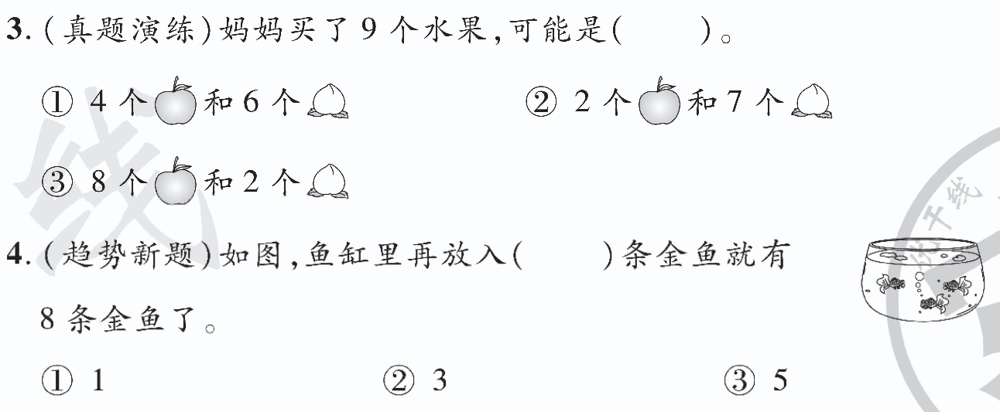 3. (真题演练)妈妈买了 9 个水果,可能是(  )。
① 4 个和 6 个
② 2 个和 7 个
③ 8 个和 2 个
4. (趋势新题)如图,鱼缸里再放入(  )条金鱼就有
8 条金鱼了。
① 1
② 3
③ 5
线
干线